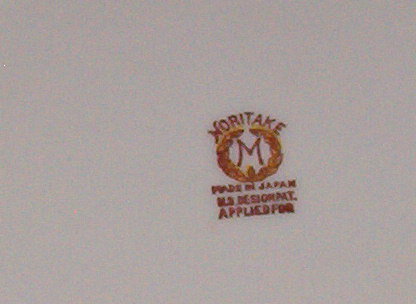 NORITAKE
M
MADE IN JAPAN
U.S. DESIGN PAT.
APPLIED FOR